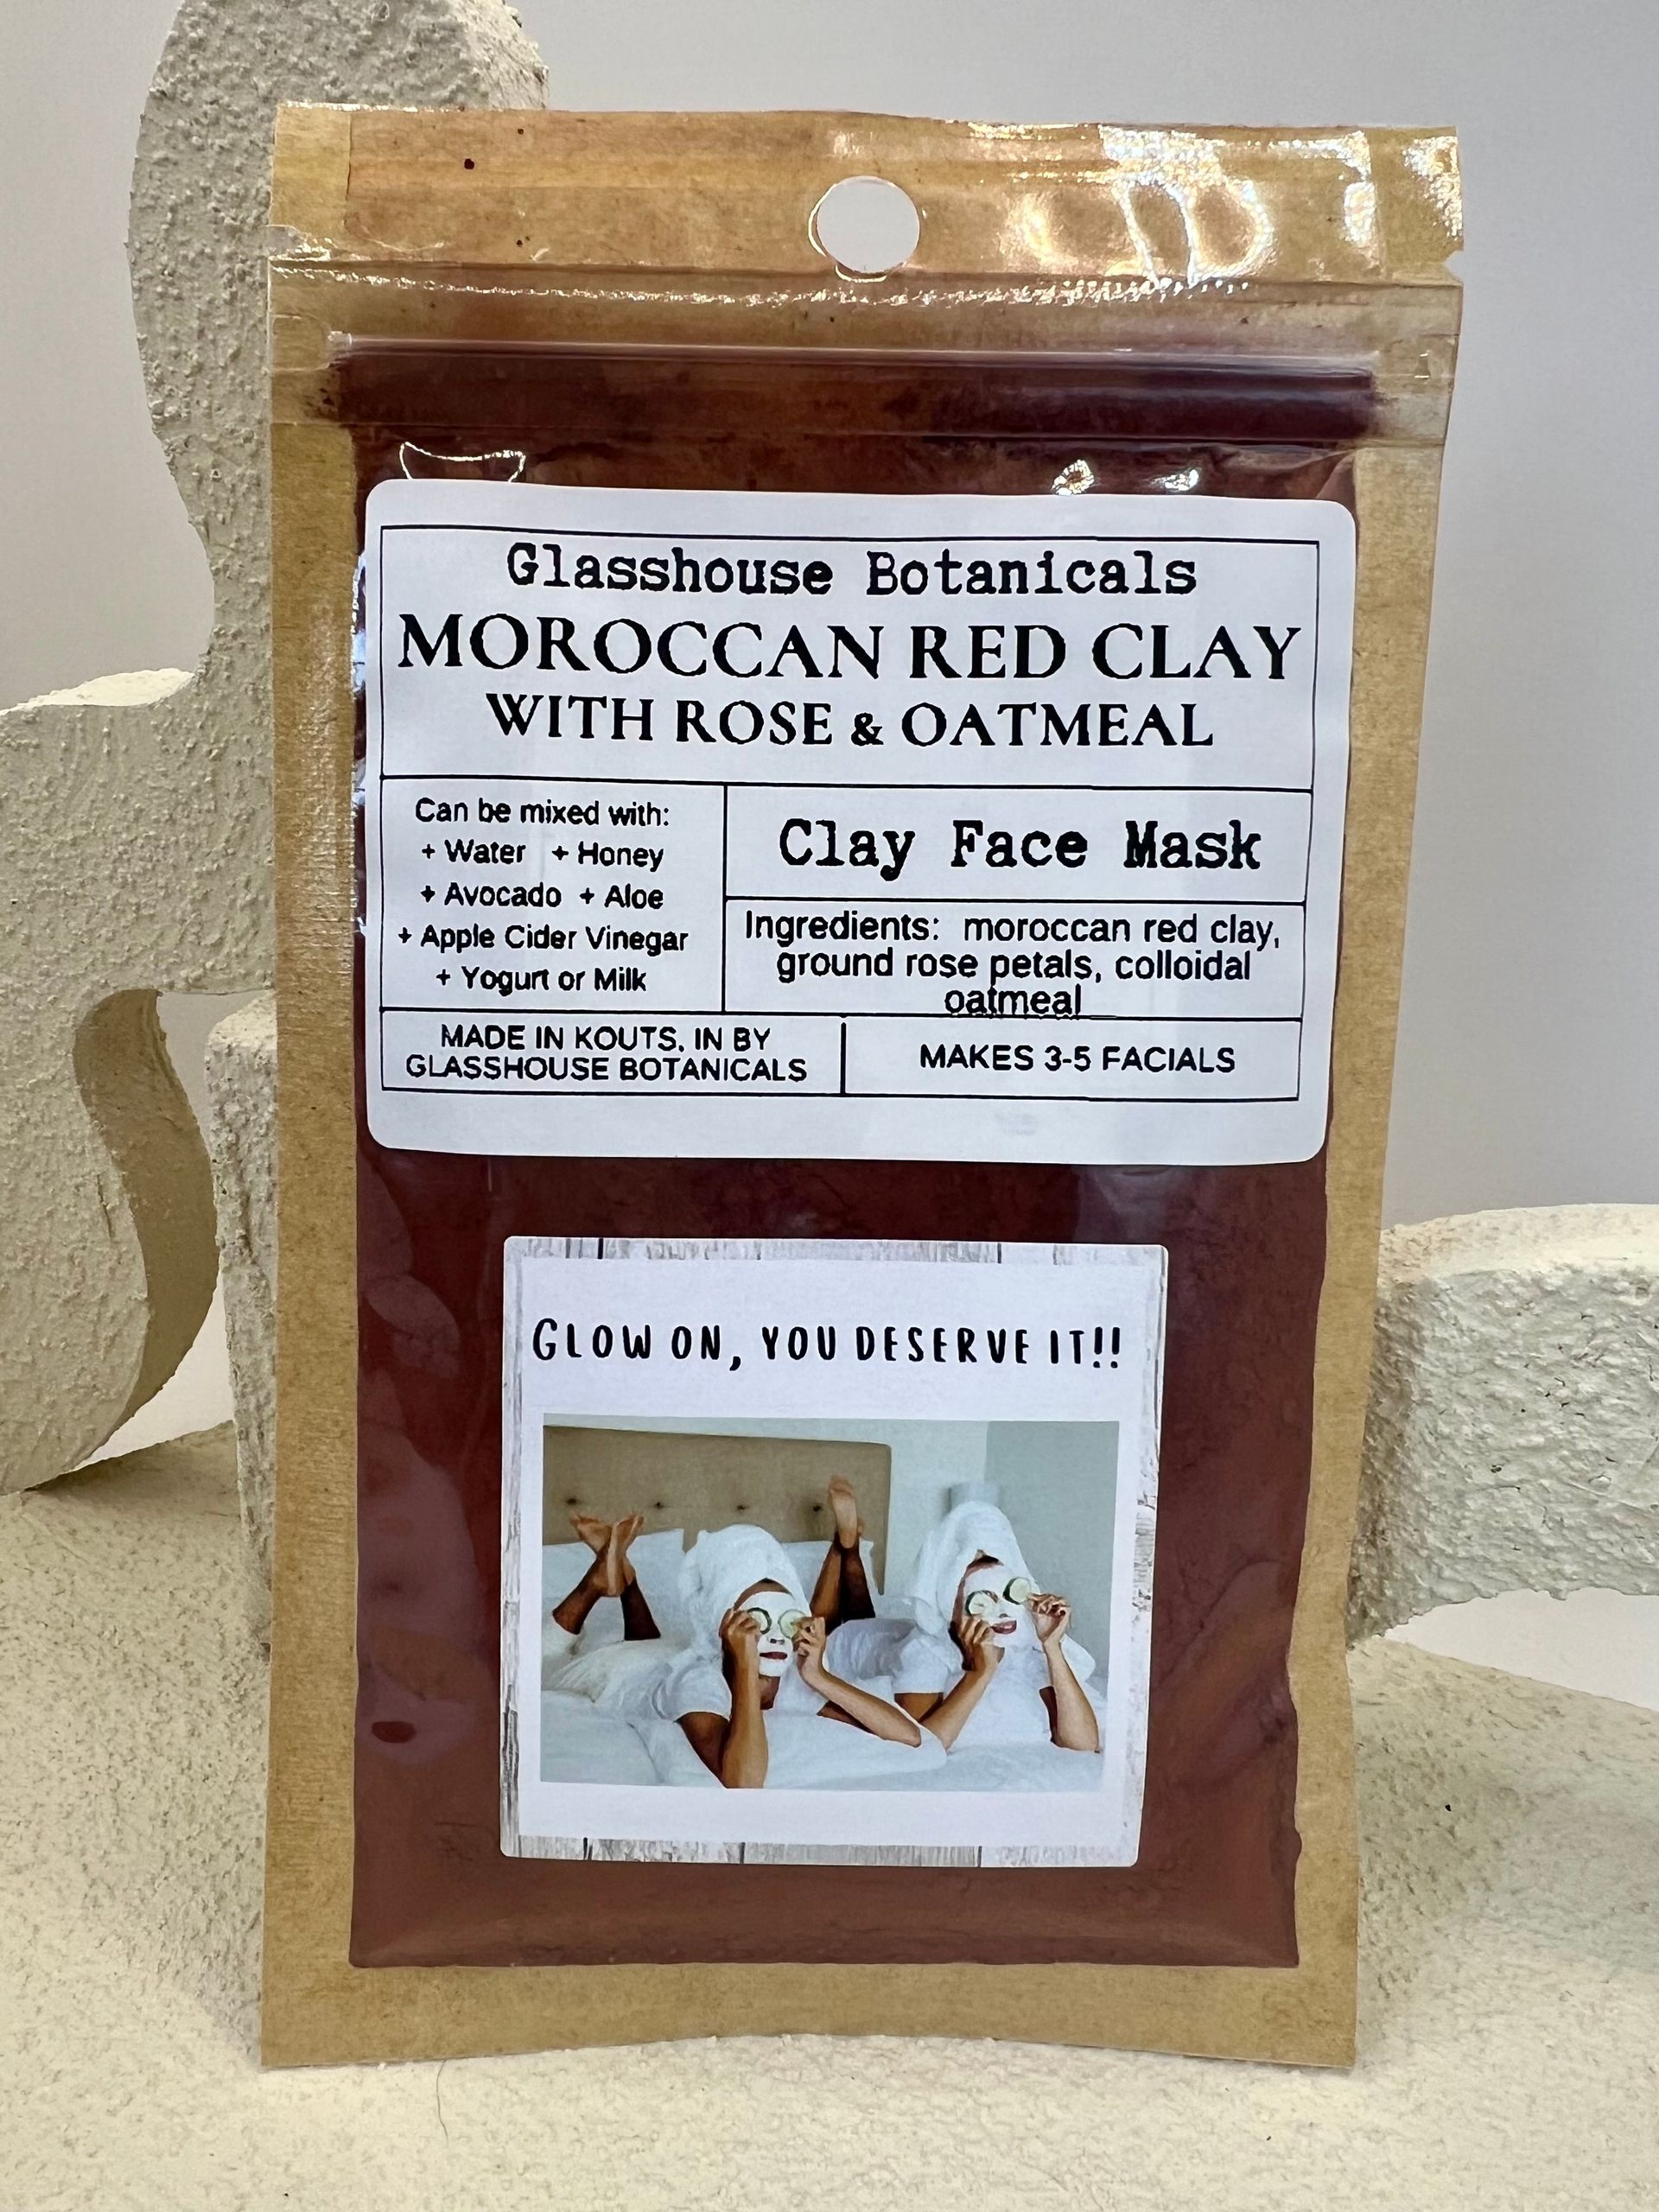 Glasshouse Botanicals
MOROCCAN RED CLAY
WITH ROSE & OATMEAL
Can be mixed with:
+ Water + Honey
+ Avocado + Aloe
+ Apple Cider Vinegar
+ Yogurt or Milk
Clay Face Mask
Ingredients: moroccan red clay,
ground rose petals, colloidal
oatmeal
MADE IN KOUTS, IN BY
GLASSHOUSE BOTANICALS
MAKES 3-5 FACIALS
GLOW ON, YOU DESERVE IT!!